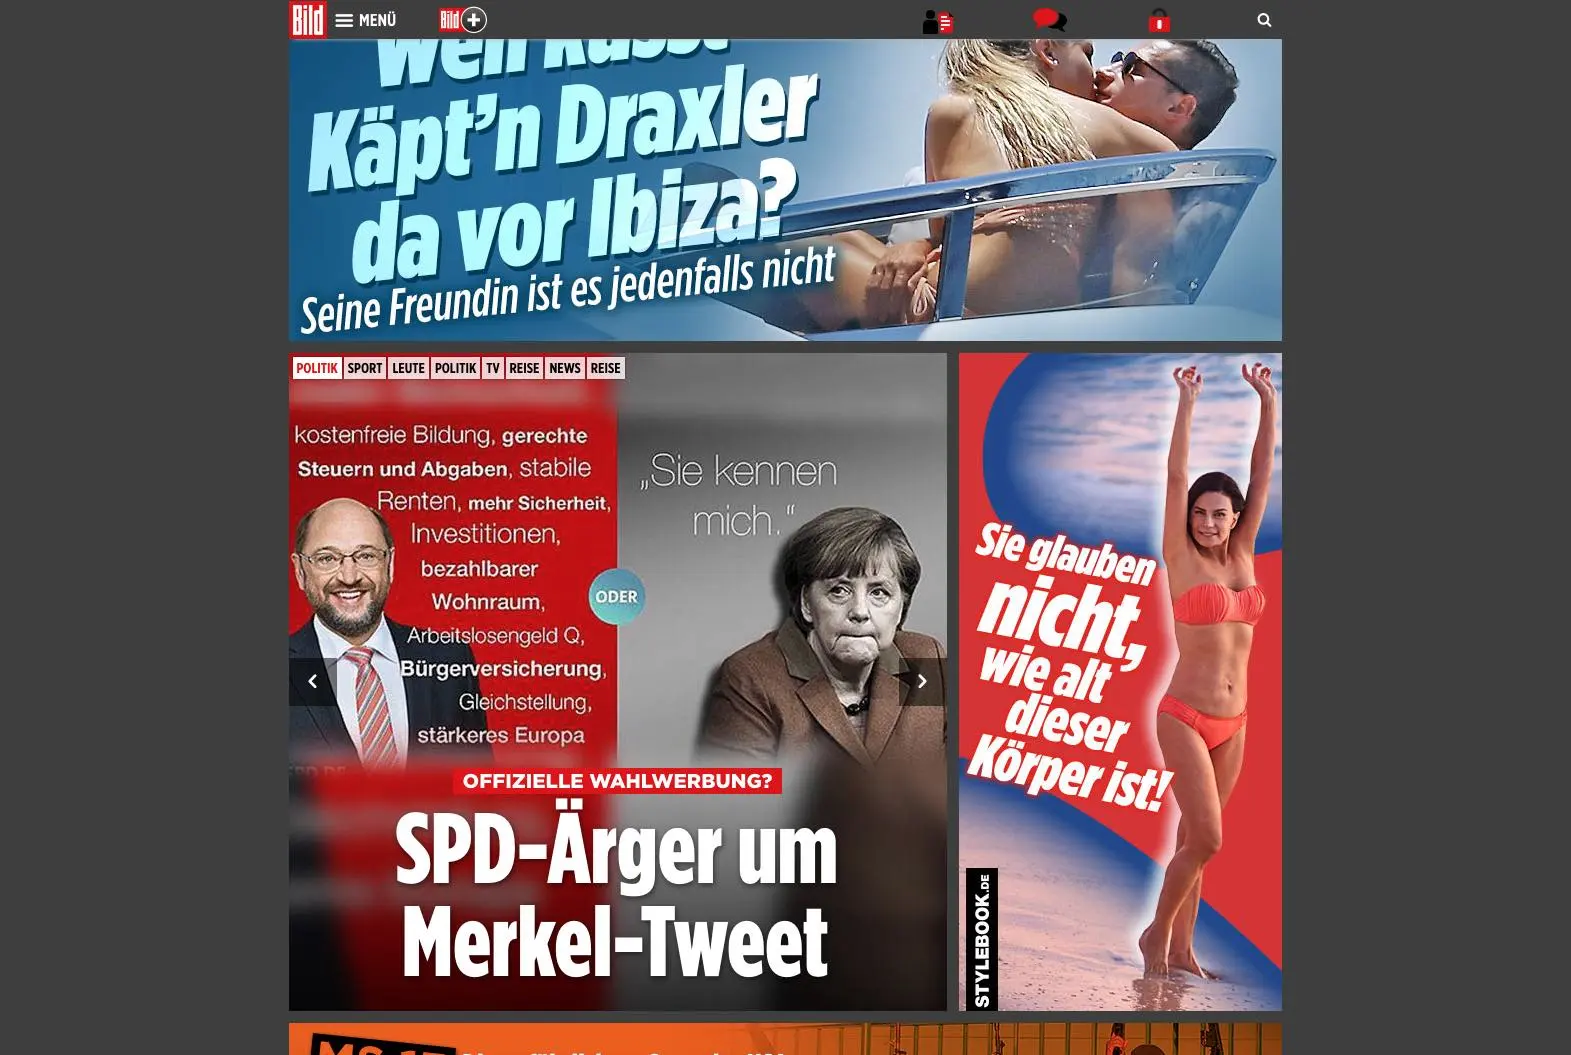 Bild
MENÜ
Bild
Wen küsst
Käpt’n Draxler
da vor Ibiza?
Seine Freundin ist es jedenfalls nicht
POLITIK SPORT LEUTE POLITIK TV REISE NEWS REISE
kostenfreie Bildung, gerechte
Steuern und Abgaben, stabile
Renten, mehr Sicherheit,
Investitionen,
bezahlbarer
Wohnraum,
Arbeitslosengeld Q,
Bürgerversicherung,
Gleichstellung,
stärkeres Europa
ODER
„Sie kennen
mich.“
OFFIZIELLE WAHLWERBUNG?
SPD-Ärger um
Merkel-Tweet
Sie glauben
nicht,
wie alt
dieser
Körper ist!
STYLEBOOK.DE